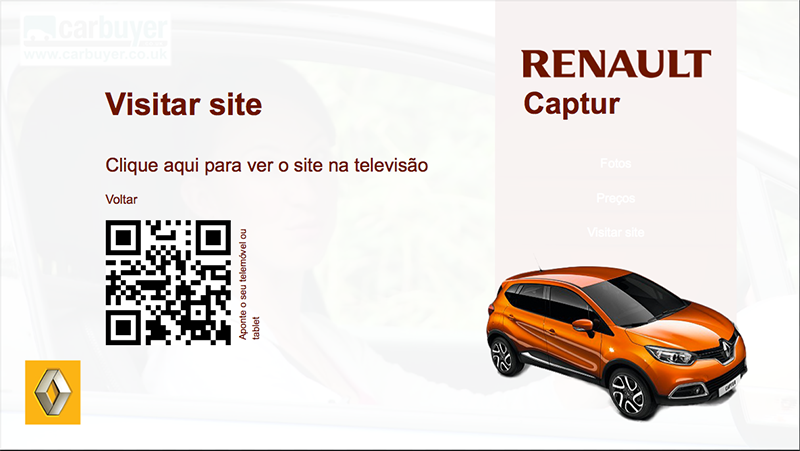 carbuyer
www.carbuyer.co.uk
RENAULT
Captur
Visitar site
Clique aqui para ver o site na televisão
Voltar
Aponte o seu telemóvel ou
tablet
Fotos
Preços
Visitar site
CAPTUR